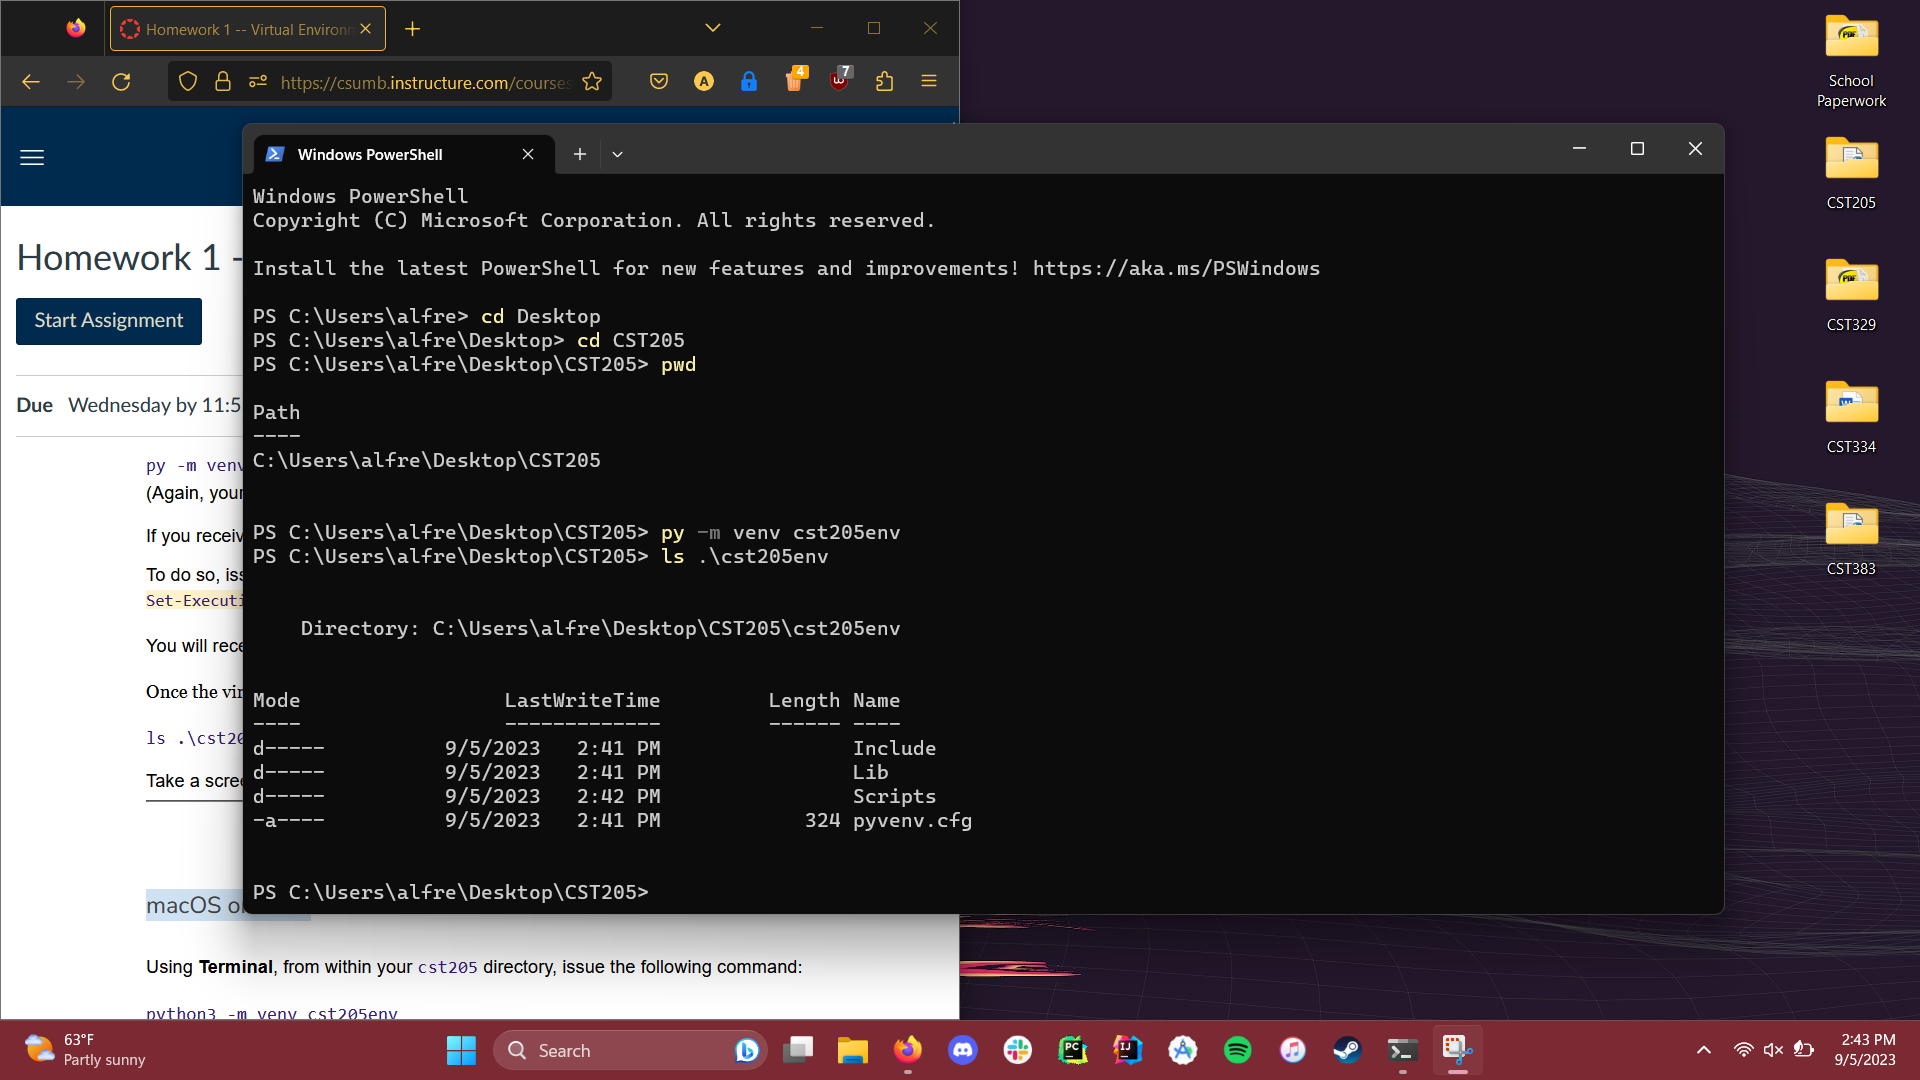 Homework 1 -- Virtual Environm
https://csumb.instructure.com/courses
4
7
Homework 1 -
Start Assignment
Due Wednesday by 11:5
py -m venv
(Again, your
If you receiv
To do so, iss
Set-Executi
You will rece
Once the vir
ls .\cst20
Take a scree
macOS o
Using Terminal, from within your cst205 directory, issue the following command:
python3 -m venv cst205env
Windows PowerShell
Windows PowerShell
Copyright (C) Microsoft Corporation. All rights reserved.
Install the latest PowerShell for new features and improvements! https://aka.ms/PSWindows
PS C:\Users\alfre> cd Desktop
PS C:\Users\alfre\Desktop> cd CST205
PS C:\Users\alfre\Desktop\CST205> pwd
Path
----
C:\Users\alfre\Desktop\CST205
PS C:\Users\alfre\Desktop\CST205> py -m venv cst205env
PS C:\Users\alfre\Desktop\CST205> ls .\cst205env
Directory: C:\Users\alfre\Desktop\CST205\cst205env
Mode LastWriteTime Length Name
---- ------------- ------ ----
d----- 9/5/2023 2:41 PM Include
d----- 9/5/2023 2:41 PM Lib
d----- 9/5/2023 2:42 PM Scripts
-a---- 9/5/2023 2:41 PM 324 pyvenv.cfg
PS C:\Users\alfre\Desktop\CST205>
School
Paperwork
CST205
CST329
CST334
CST383
63°F
Partly sunny
Search
PC
IJ
2:43 PM
9/5/2023